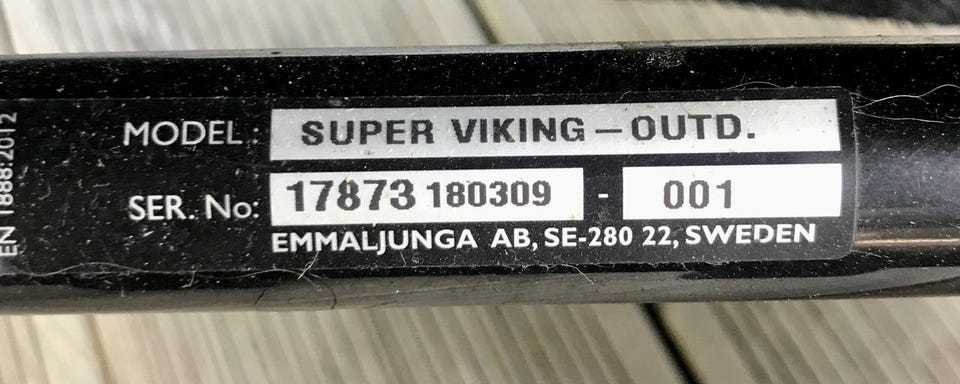 MODEL: SUPER VIKING – OUTD.
SER. No: 17873 180309 - 001
EMMALJUNGA AB, SE-280 22, SWEDEN
EN 1888:2012